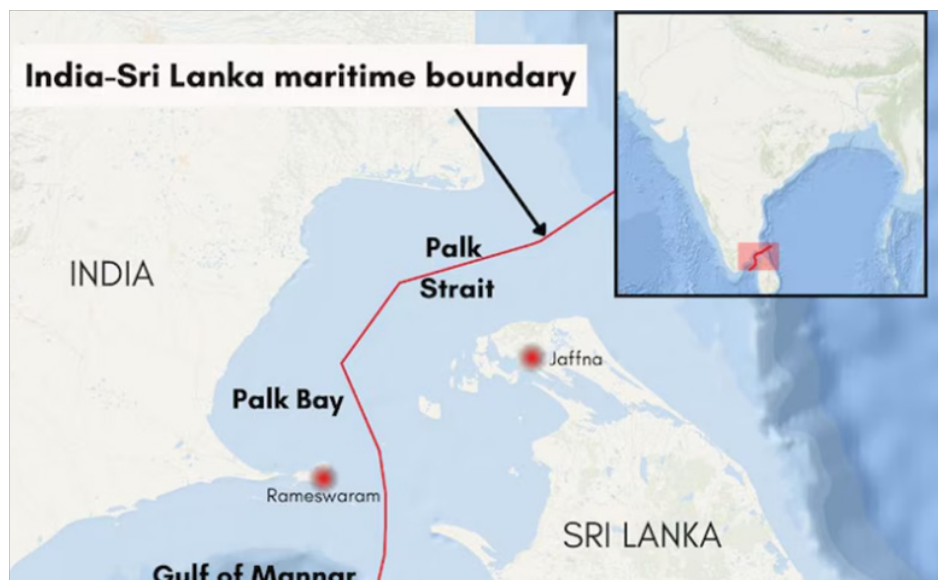 India-Sri Lanka maritime boundary
INDIA
Palk
Strait
Jaffna
Palk Bay
Rameswaram
SRI LANKA
Gulf of Mannar